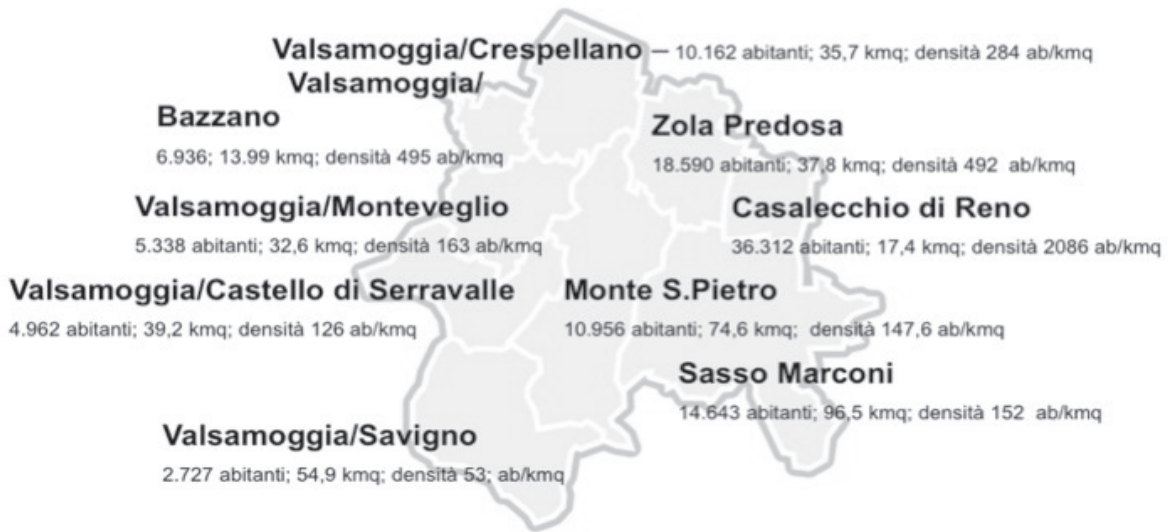 Valsamoggia/Crespellano – 10.162 abitanti; 35,7 kmq; densità 284 ab/kmq
Valsamoggia/
Bazzano
6.936; 13.99 kmq; densità 495 ab/kmq
Zola Predosa
18.590 abitanti; 37,8 kmq; densità 492 ab/kmq
Valsamoggia/Monteveglio
5.338 abitanti; 32,6 kmq; densità 163 ab/kmq
Casalecchio di Reno
36.312 abitanti; 17,4 kmq; densità 2086 ab/kmq
Valsamoggia/Castello di Serravalle
4.962 abitanti; 39,2 kmq; densità 126 ab/kmq
Monte S.Pietro
10.956 abitanti; 74,6 kmq; densità 147,6 ab/kmq
Sasso Marconi
14.643 abitanti; 96,5 kmq; densità 152 ab/kmq
Valsamoggia/Savigno
2.727 abitanti; 54,9 kmq; densità 53; ab/kmq